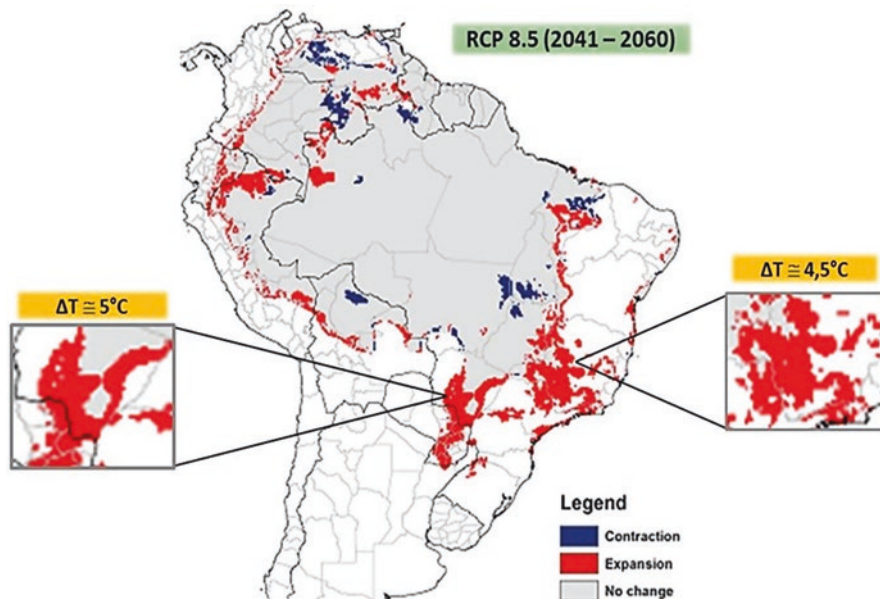 RCP 8.5 (2041 – 2060)
ΔT ≅ 4,5°C
ΔT ≅ 5°C
Legend
Contraction
Expansion
No change